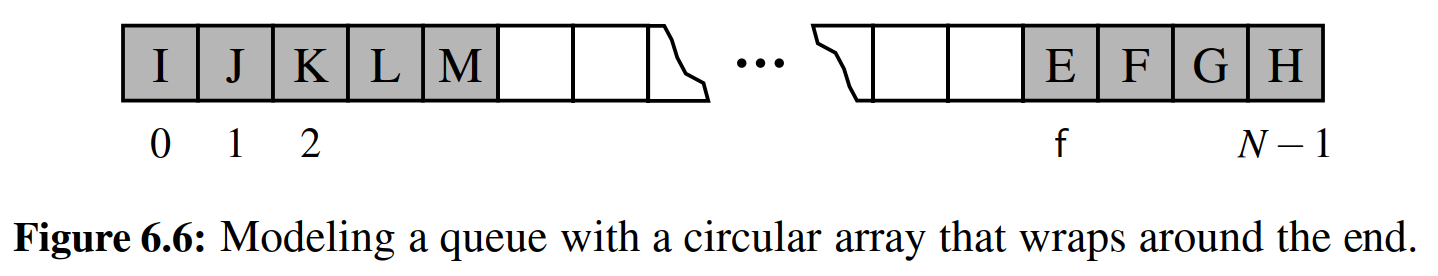 I J K L M ... E F G H
0 1 2 f N − 1
Figure 6.6: Modeling a queue with a circular array that wraps around the end.